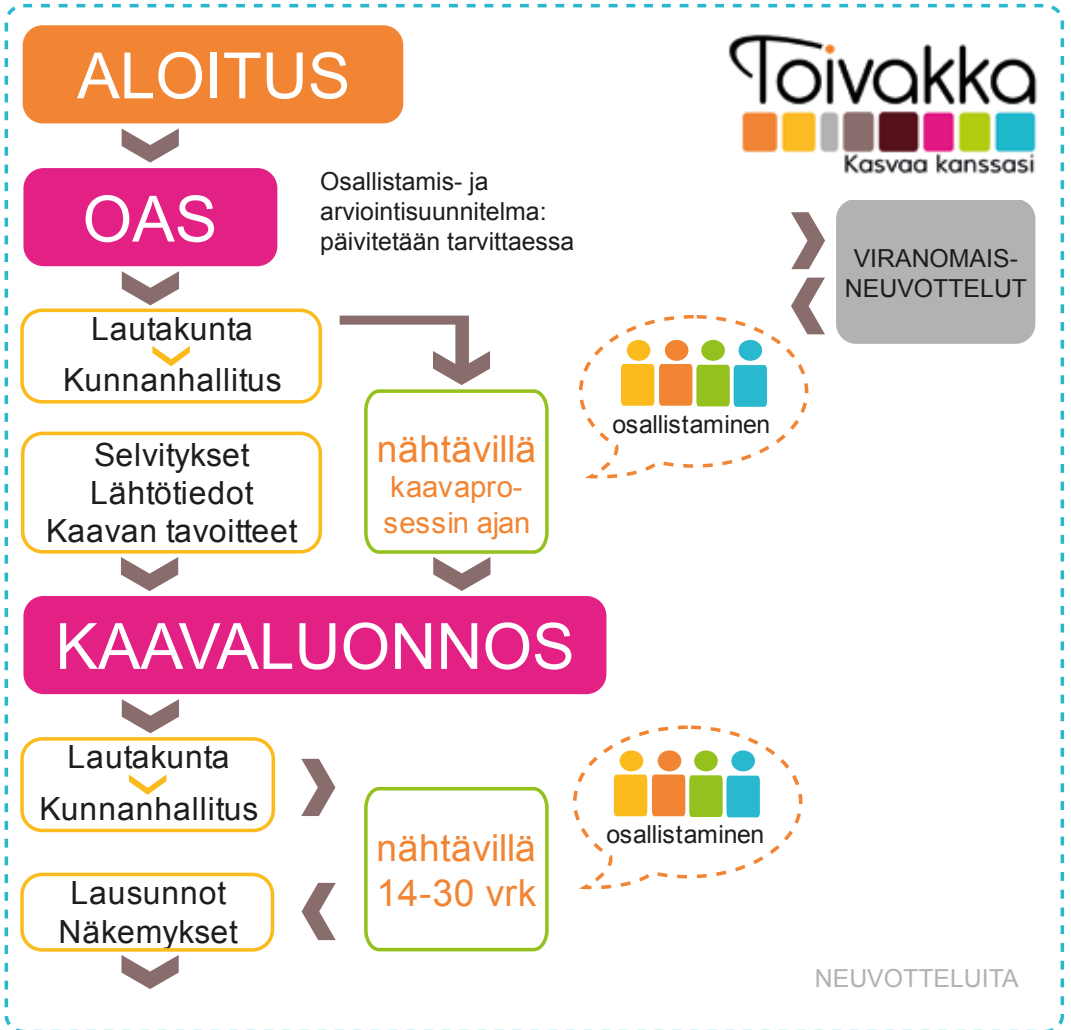 ALOITUS
Toivakka
Kasvaa kanssasi
OAS
Osallistamis- ja
arviointisuunnitelma:
päivitetään tarvittaessa
VIRANOMAIS-
NEUVOTTELUT
Lautakunta
Kunnanhallitus
osallistaminen
nähtävillä
kaavapro-
sessin ajan
Selvitykset
Lähtötiedot
Kaavan tavoitteet
KAAVALUONNOS
Lautakunta
Kunnanhallitus
osallistaminen
nähtävillä
14-30 vrk
Lausunnot
Näkemykset
NEUVOTTELUITA